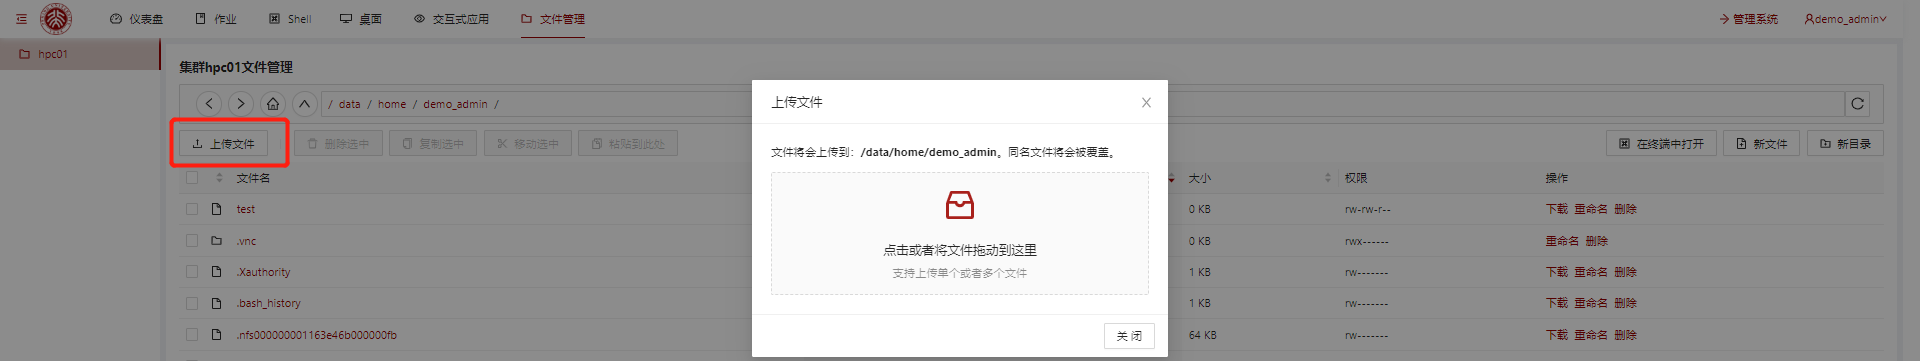 仪表盘 作业 Shell 桌面 交互式应用 文件管理 管理系统 demo_admin
hpc01
集群hpc01文件管理
/ data / home / demo_admin /
上传文件 删除选中 复制选中 移动选中 粘贴到此处 在终端中打开 新文件 新目录
文件名 大小 权限 操作
test 0 KB rw-rw-r-- 下载 重命名 删除
.vnc 0 KB rwx------ 重命名 删除
.Xauthority 1 KB rw------- 下载 重命名 删除
.bash_history 1 KB rw------- 下载 重命名 删除
.nfs000000001163e46b000000fb 64 KB rw------- 下载 重命名 删除
上传文件
文件将会上传到：/data/home/demo_admin。同名文件将会被覆盖。
点击或者将文件拖动到这里
支持上传单个或者多个文件
关 闭